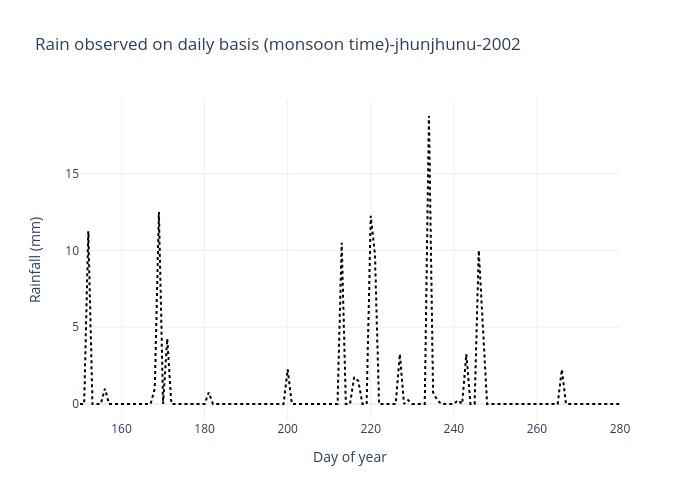 Rain observed on daily basis (monsoon time)-jhunjhunu-2002
Rainfall (mm)
15
10
5
0
160 180 200 220 240 260 280
Day of year